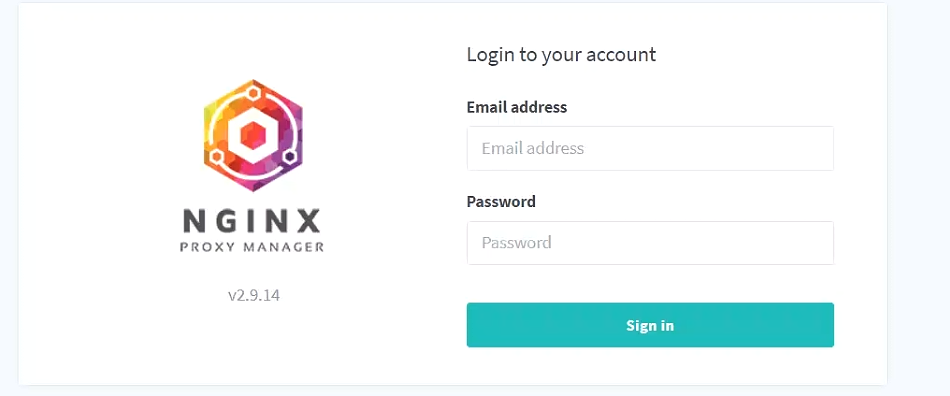 NGINX
PROXY MANAGER
v2.9.14
Login to your account
Email address
Email address
Password
Password
Sign in